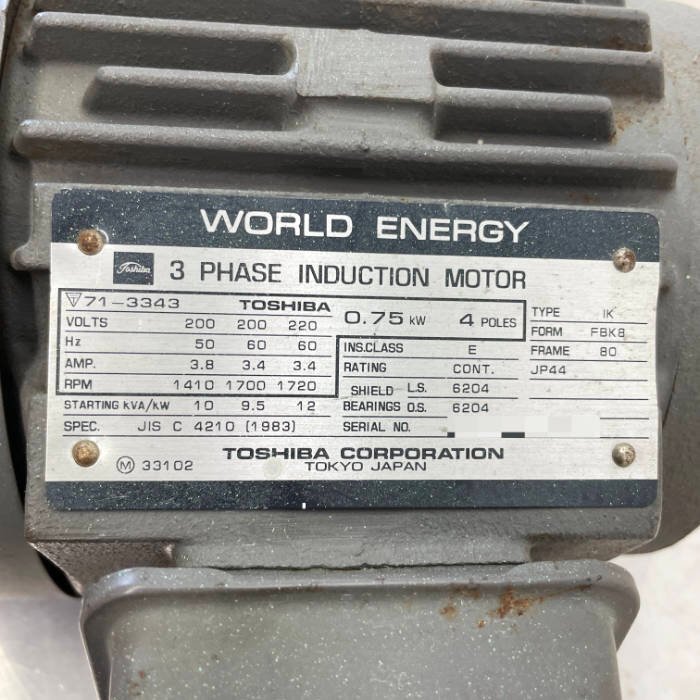 WORLD ENERGY
Toshiba 3 PHASE INDUCTION MOTOR
71-3343 TOSHIBA 0.75 kW 4 POLES
VOLTS 200 200 220
Hz 50 60 60
AMP. 3.8 3.4 3.4
RPM 1410 1700 1720
STARTING kVA/kW 10 9.5 12
SPEC. JIS C 4210 (1983)
INS.CLASS E
RATING CONT.
SHIELD BEARINGS L.S. 6204
O.S. 6204
SERIAL NO.
TYPE IK
FORM FBK8
FRAME 80
JP44
TOSHIBA CORPORATION
M 33102 TOKYO JAPAN